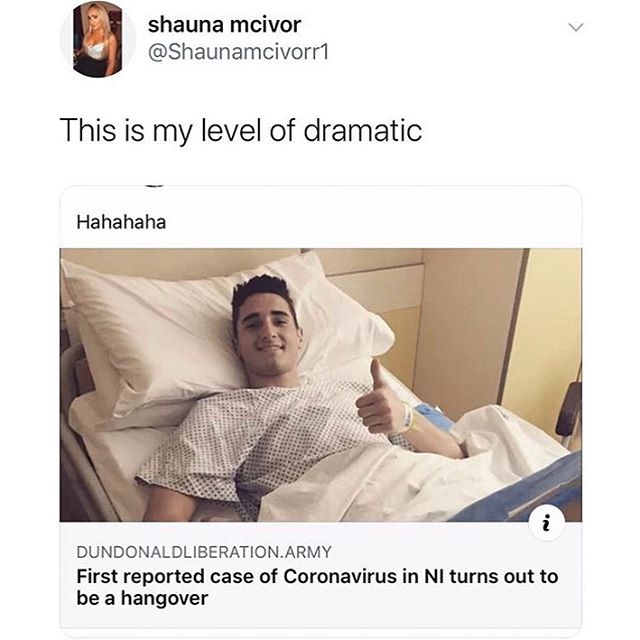 shauna mcivor
@Shaunamcivorr1
This is my level of dramatic
Hahahaha
i
DUNDONALDLIBERATION.ARMY
First reported case of Coronavirus in NI turns out to
be a hangover